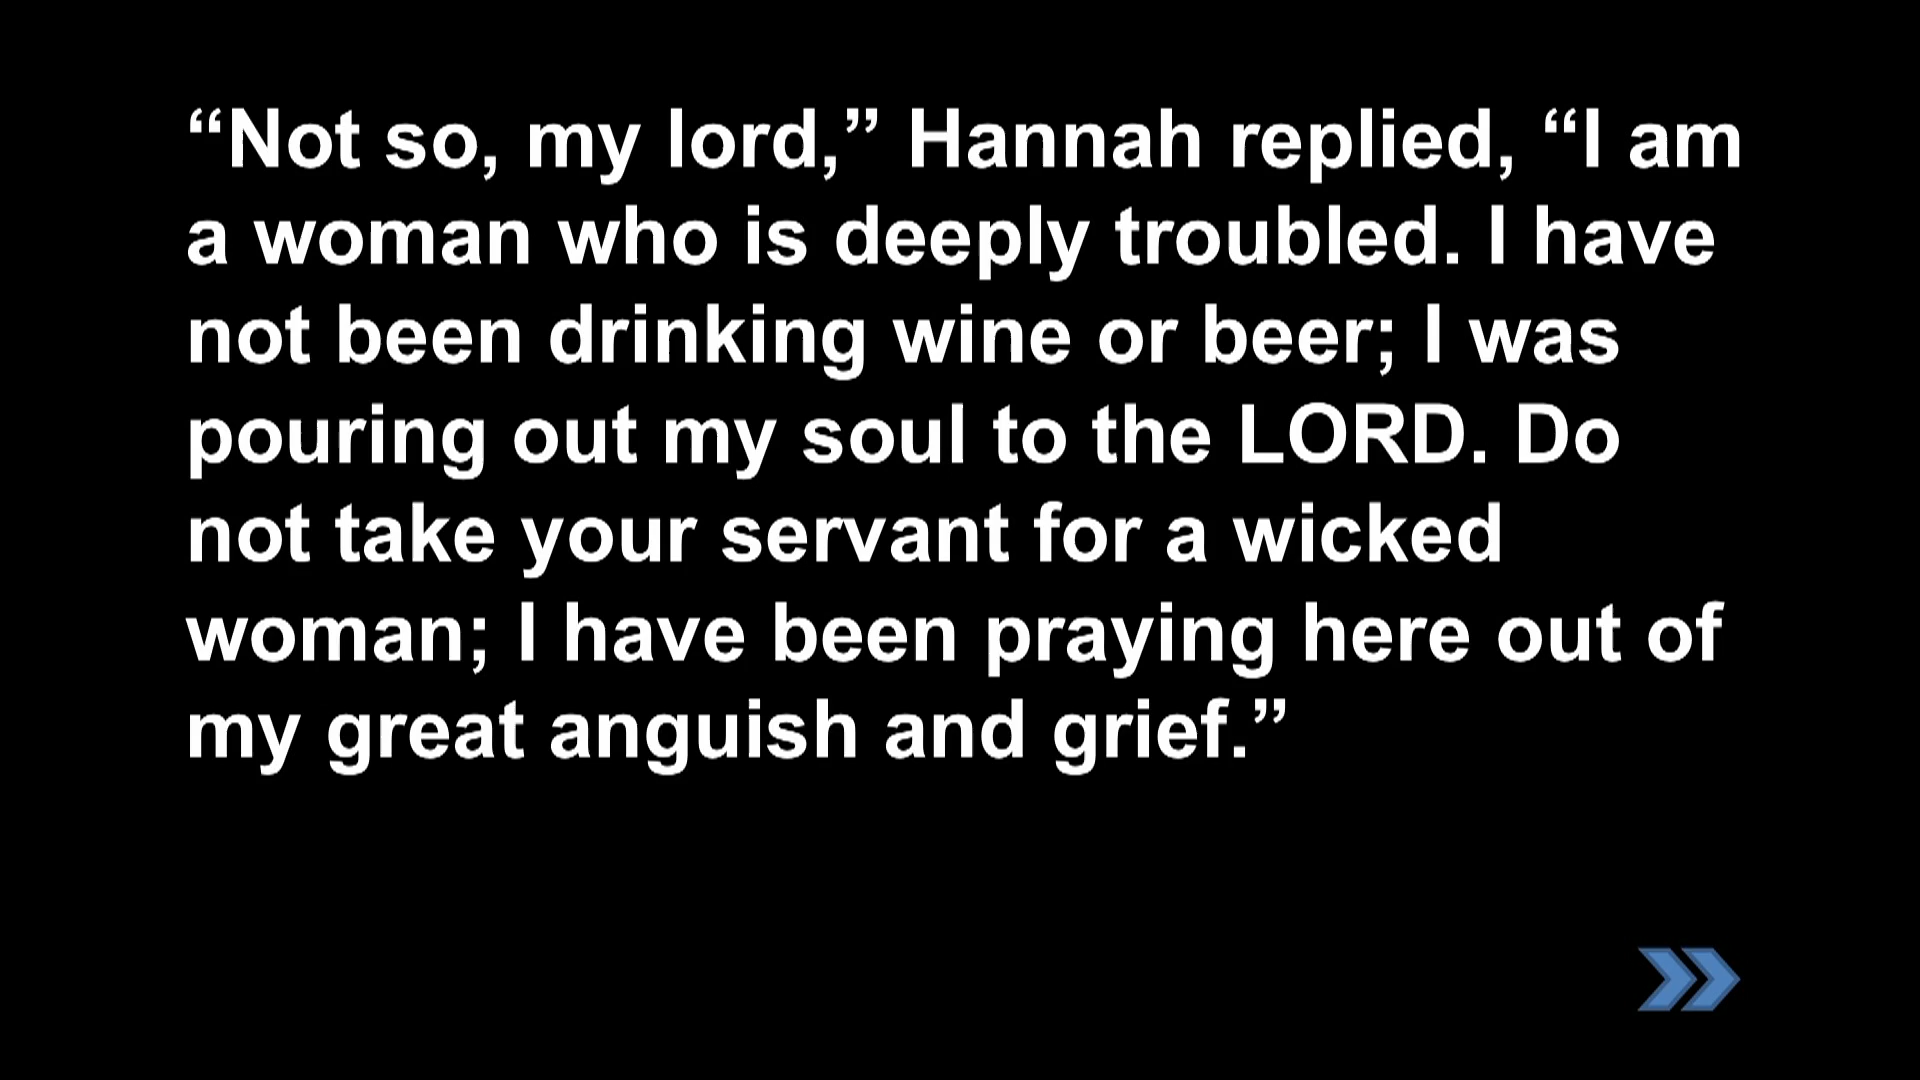 “Not so, my lord,” Hannah replied, “I am
a woman who is deeply troubled. I have
not been drinking wine or beer; I was
pouring out my soul to the LORD. Do
not take your servant for a wicked
woman; I have been praying here out of
my great anguish and grief.”